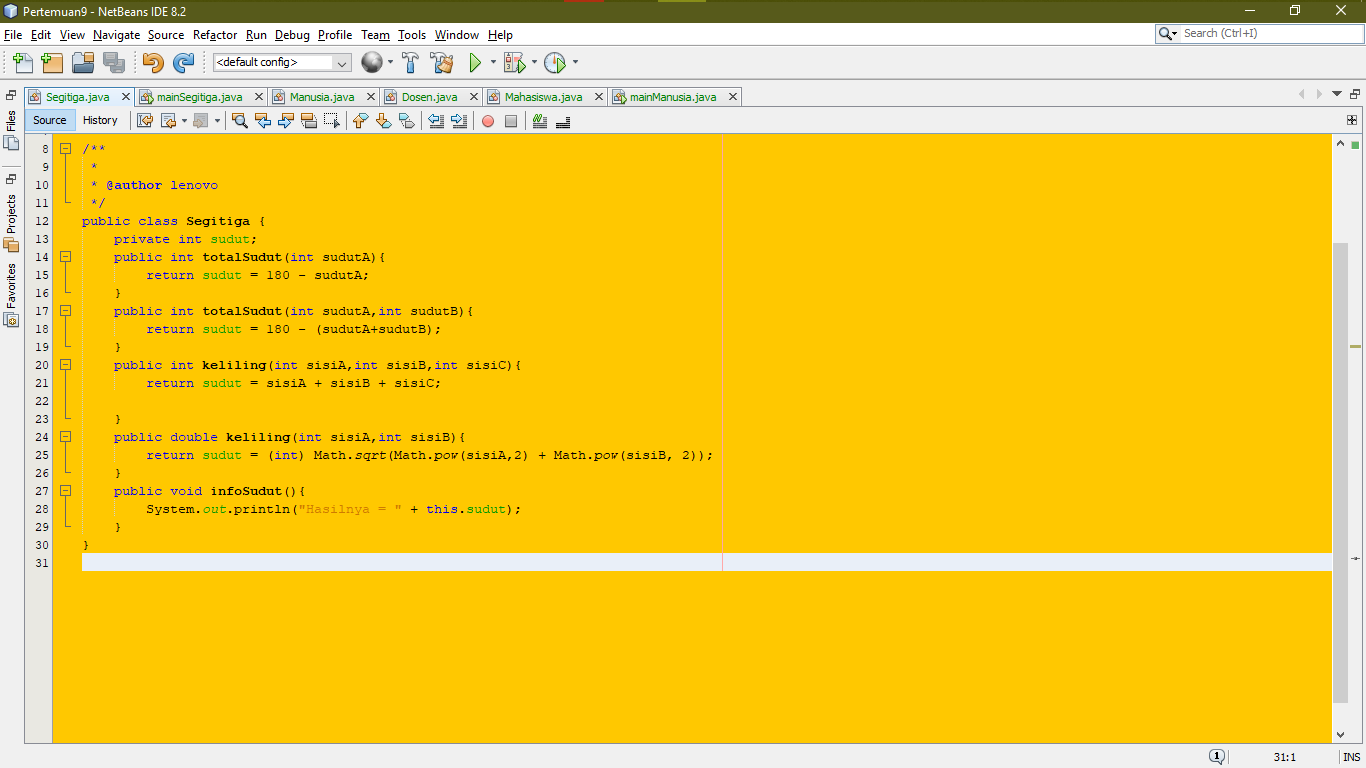 Pertemuan9 - NetBeans IDE 8.2
File Edit View Navigate Source Refactor Run Debug Profile Team Tools Window Help
Search (Ctrl+I)
<default config>
Segitiga.java mainSegitiga.java Manusia.java Dosen.java Mahasiswa.java mainManusia.java
Source History
Files
Projects
Favorites
8 /**
9 *
10 * @author lenovo
11 */
12 public class Segitiga {
13 private int sudut;
14 public int totalSudut(int sudutA){
15 return sudut = 180 - sudutA;
16 }
17 public int totalSudut(int sudutA,int sudutB){
18 return sudut = 180 - (sudutA+sudutB);
19 }
20 public int keliling(int sisiA,int sisiB,int sisiC){
21 return sudut = sisiA + sisiB + sisiC;
22
23 }
24 public double keliling(int sisiA,int sisiB){
25 return sudut = (int) Math.sqrt(Math.pow(sisiA,2) + Math.pow(sisiB, 2));
26 }
27 public void infoSudut(){
28 System.out.println("Hasilnya = " + this.sudut);
29 }
30 }
31
1 31:1 INS